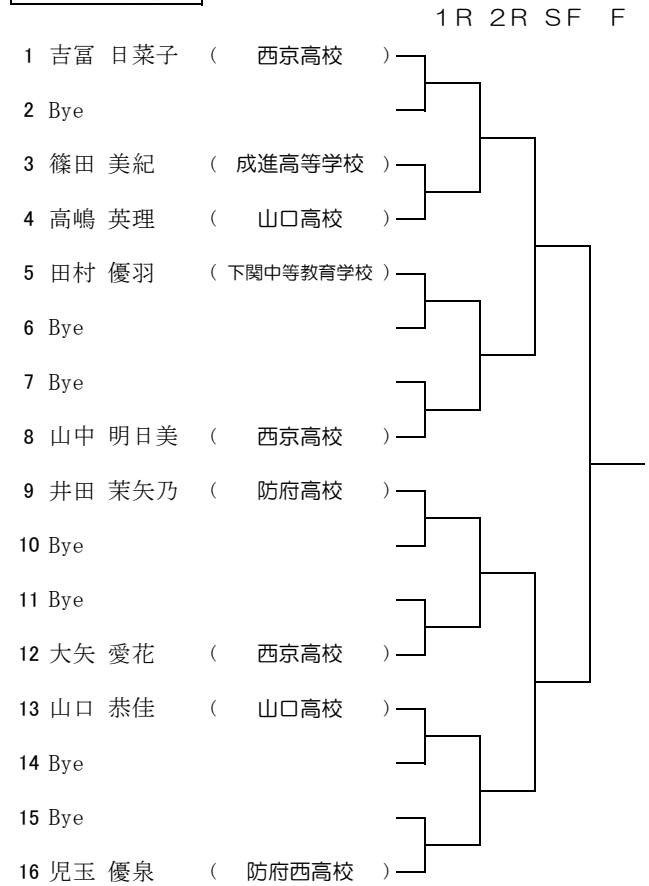 1R 2R SF F
1 吉冨 日菜子 ( 西京高校 )
2 Bye
3 篠田 美紀 ( 成進高等学校 )
4 高嶋 英理 ( 山口高校 )
5 田村 優羽 ( 下関中等教育学校 )
6 Bye
7 Bye
8 山中 明日美 ( 西京高校 )
9 井田 茉矢乃 ( 防府高校 )
10 Bye
11 Bye
12 大矢 愛花 ( 西京高校 )
13 山口 恭佳 ( 山口高校 )
14 Bye
15 Bye
16 児玉 優泉 ( 防府西高校 )